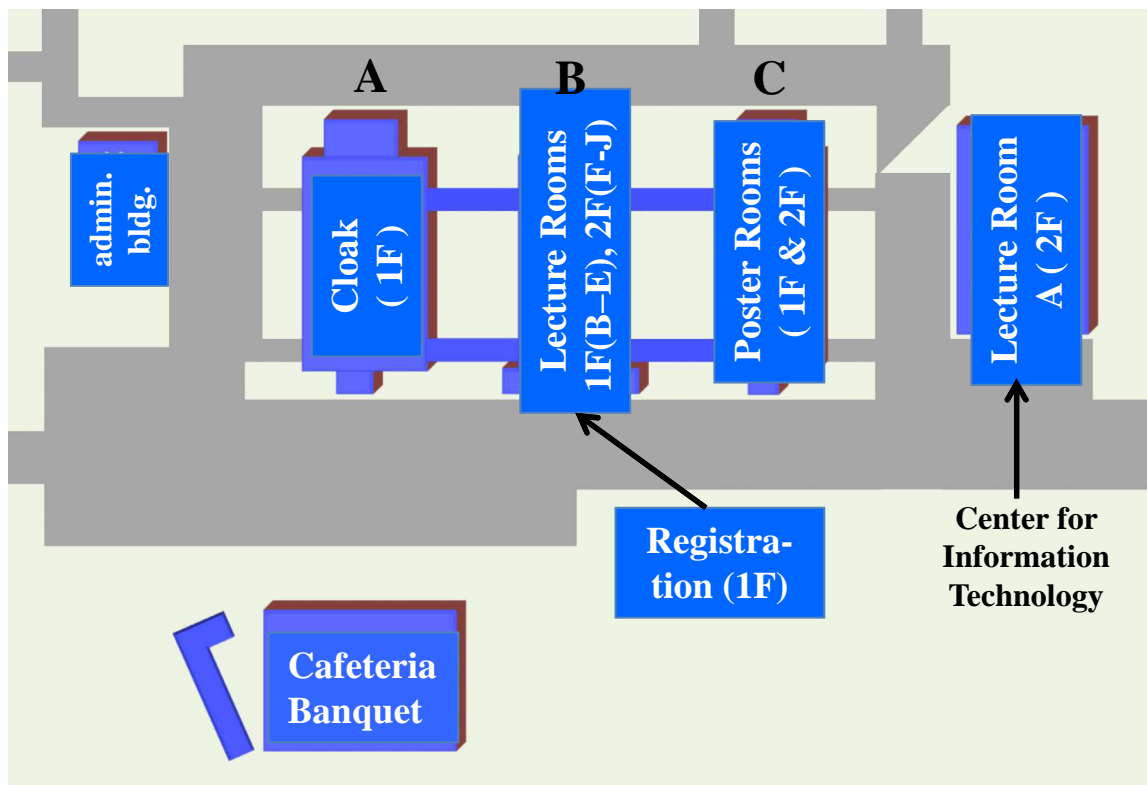 A
B
C
admin.
bldg.
Cloak
( 1F)
Lecture Rooms
1F(B–E), 2F(F-J)
Poster Rooms
( 1F & 2F)
Lecture Room
A ( 2F )
Registra-
tion (1F)
Center for
Information
Technology
Cafeteria
Banquet